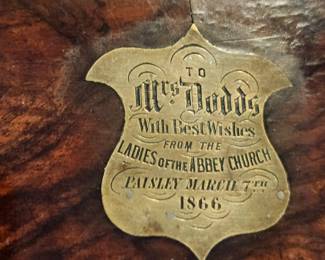 TO
Mrs Dodds
With Best Wishes
FROM THE
LADIES OF THE ABBEY CHURCH
PAISLEY MARCH 7TH
1866